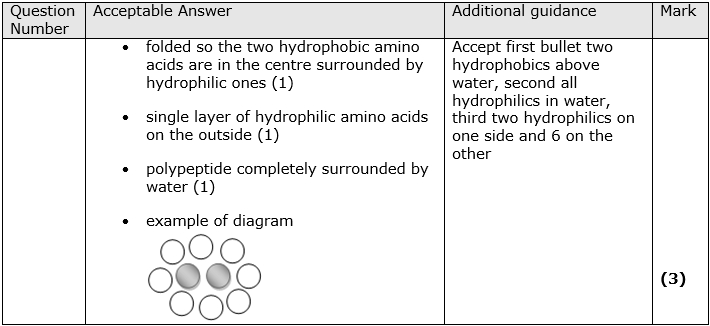 Question Number
Acceptable Answer
Additional guidance
Mark
• folded so the two hydrophobic amino
acids are in the centre surrounded by
hydrophilic ones (1)
• single layer of hydrophilic amino acids
on the outside (1)
• polypeptide completely surrounded by
water (1)
• example of diagram
Accept first bullet two
hydrophobics above
water, second all
hydrophilics in water,
third two hydrophilics on
one side and 6 on the
other
(3)